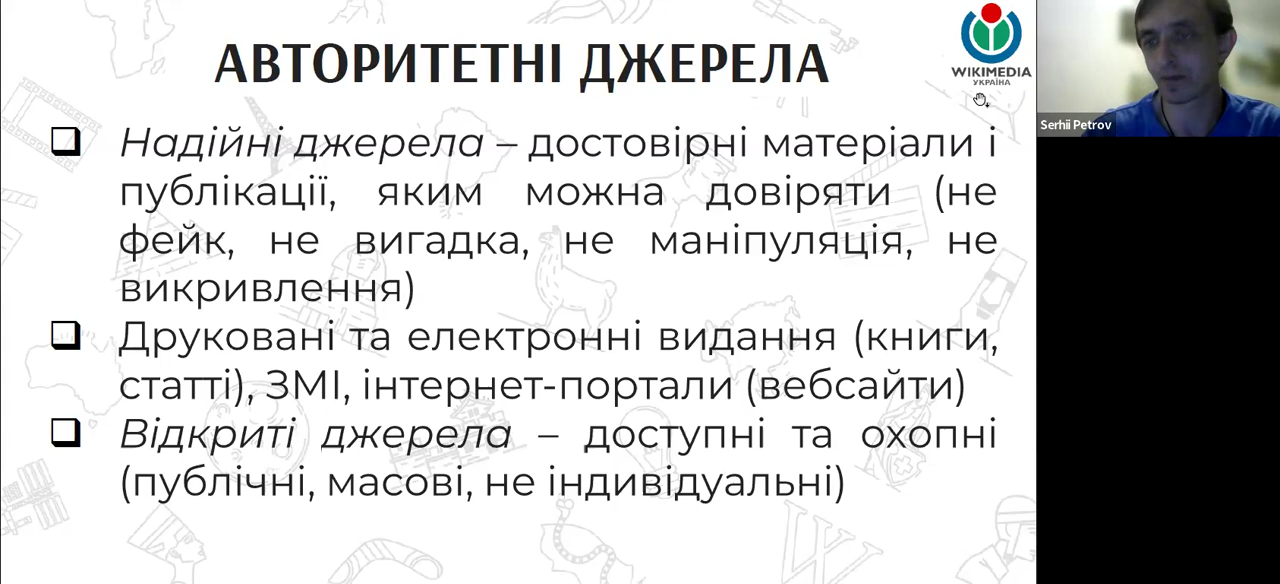 АВТОРИТЕТНІ ДЖЕРЕЛА
WIKIMEDIA
УКРАЇНА
Serhii Petrov
Надійні джерела – достовірні матеріали і
публікації, яким можна довіряти (не
фейк, не вигадка, не маніпуляція, не
викривлення)
Друковані та електронні видання (книги,
статті), ЗМІ, інтернет-портали (вебсайти)
Відкриті джерела – доступні та охопні
(публічні, масові, не індивідуальні)